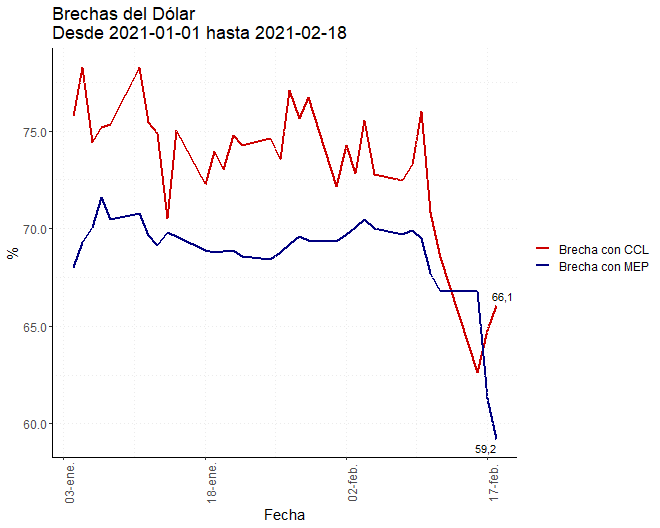 Brechas del Dólar
Desde 2021-01-01 hasta 2021-02-18
75.0
70.0
65.0
60.0
%
66,1
59,2
Brecha con CCL
Brecha con MEP
03-ene.
18-ene.
02-feb.
17-feb.
Fecha